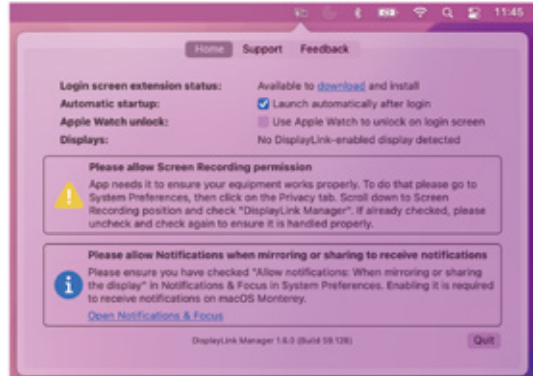 11:45
Home Support Feedback
Login screen extension status: Available to download and install
Automatic startup: Launch automatically after login
Apple Watch unlock: Use Apple Watch to unlock on login screen
Displays: No DisplayLink-enabled display detected
Please allow Screen Recording permission
App needs it to ensure your equipment works properly. To do that please go to
System Preferences, then click on the Privacy tab. Scroll down to Screen
Recording position and check "DisplayLink Manager". If already checked, please
uncheck and check again to ensure it is handled properly.
Please allow Notifications when mirroring or sharing to receive notifications
Please ensure you have checked "Allow notifications: When mirroring or sharing
the display" in Notifications & Focus in System Preferences. Enabling it is required
to receive notifications on macOS Monterey.
Open Notifications & Focus
DisplayLink Manager 1.6.0 (Build 59.128)
Quit